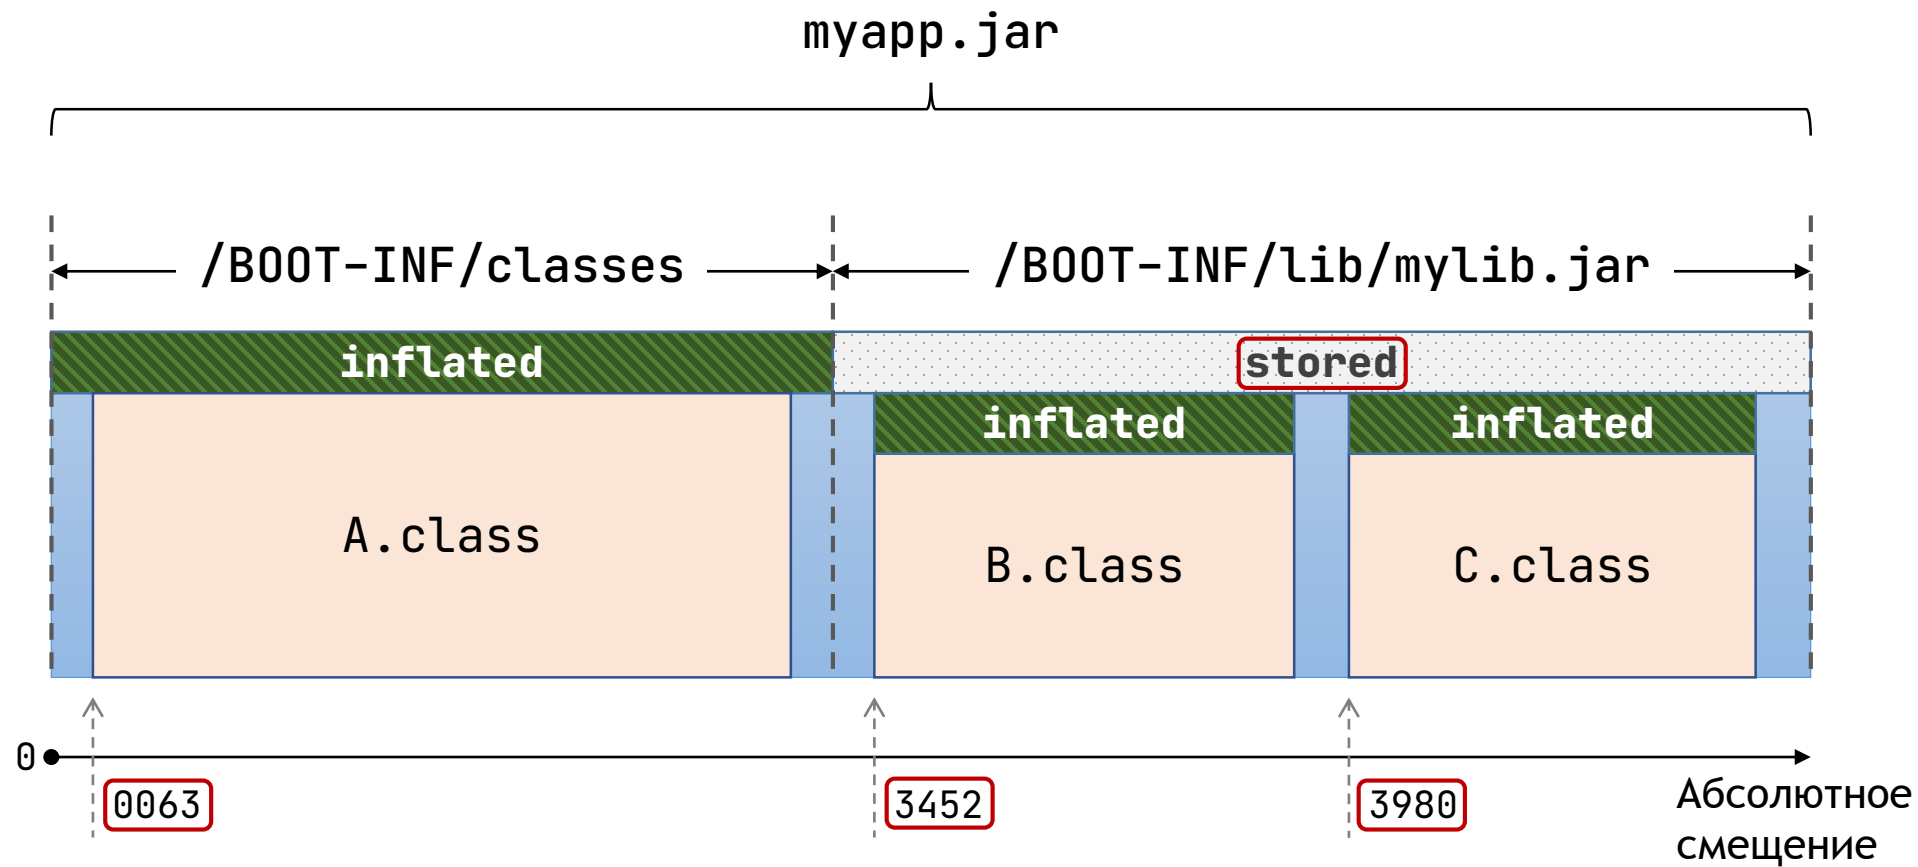 myapp.jar
/BOOT-INF/classes
/BOOT-INF/lib/mylib.jar
inflated
stored
inflated
inflated
A.class
B.class
C.class
0
0063
3452
3980
Абсолютное
смещение